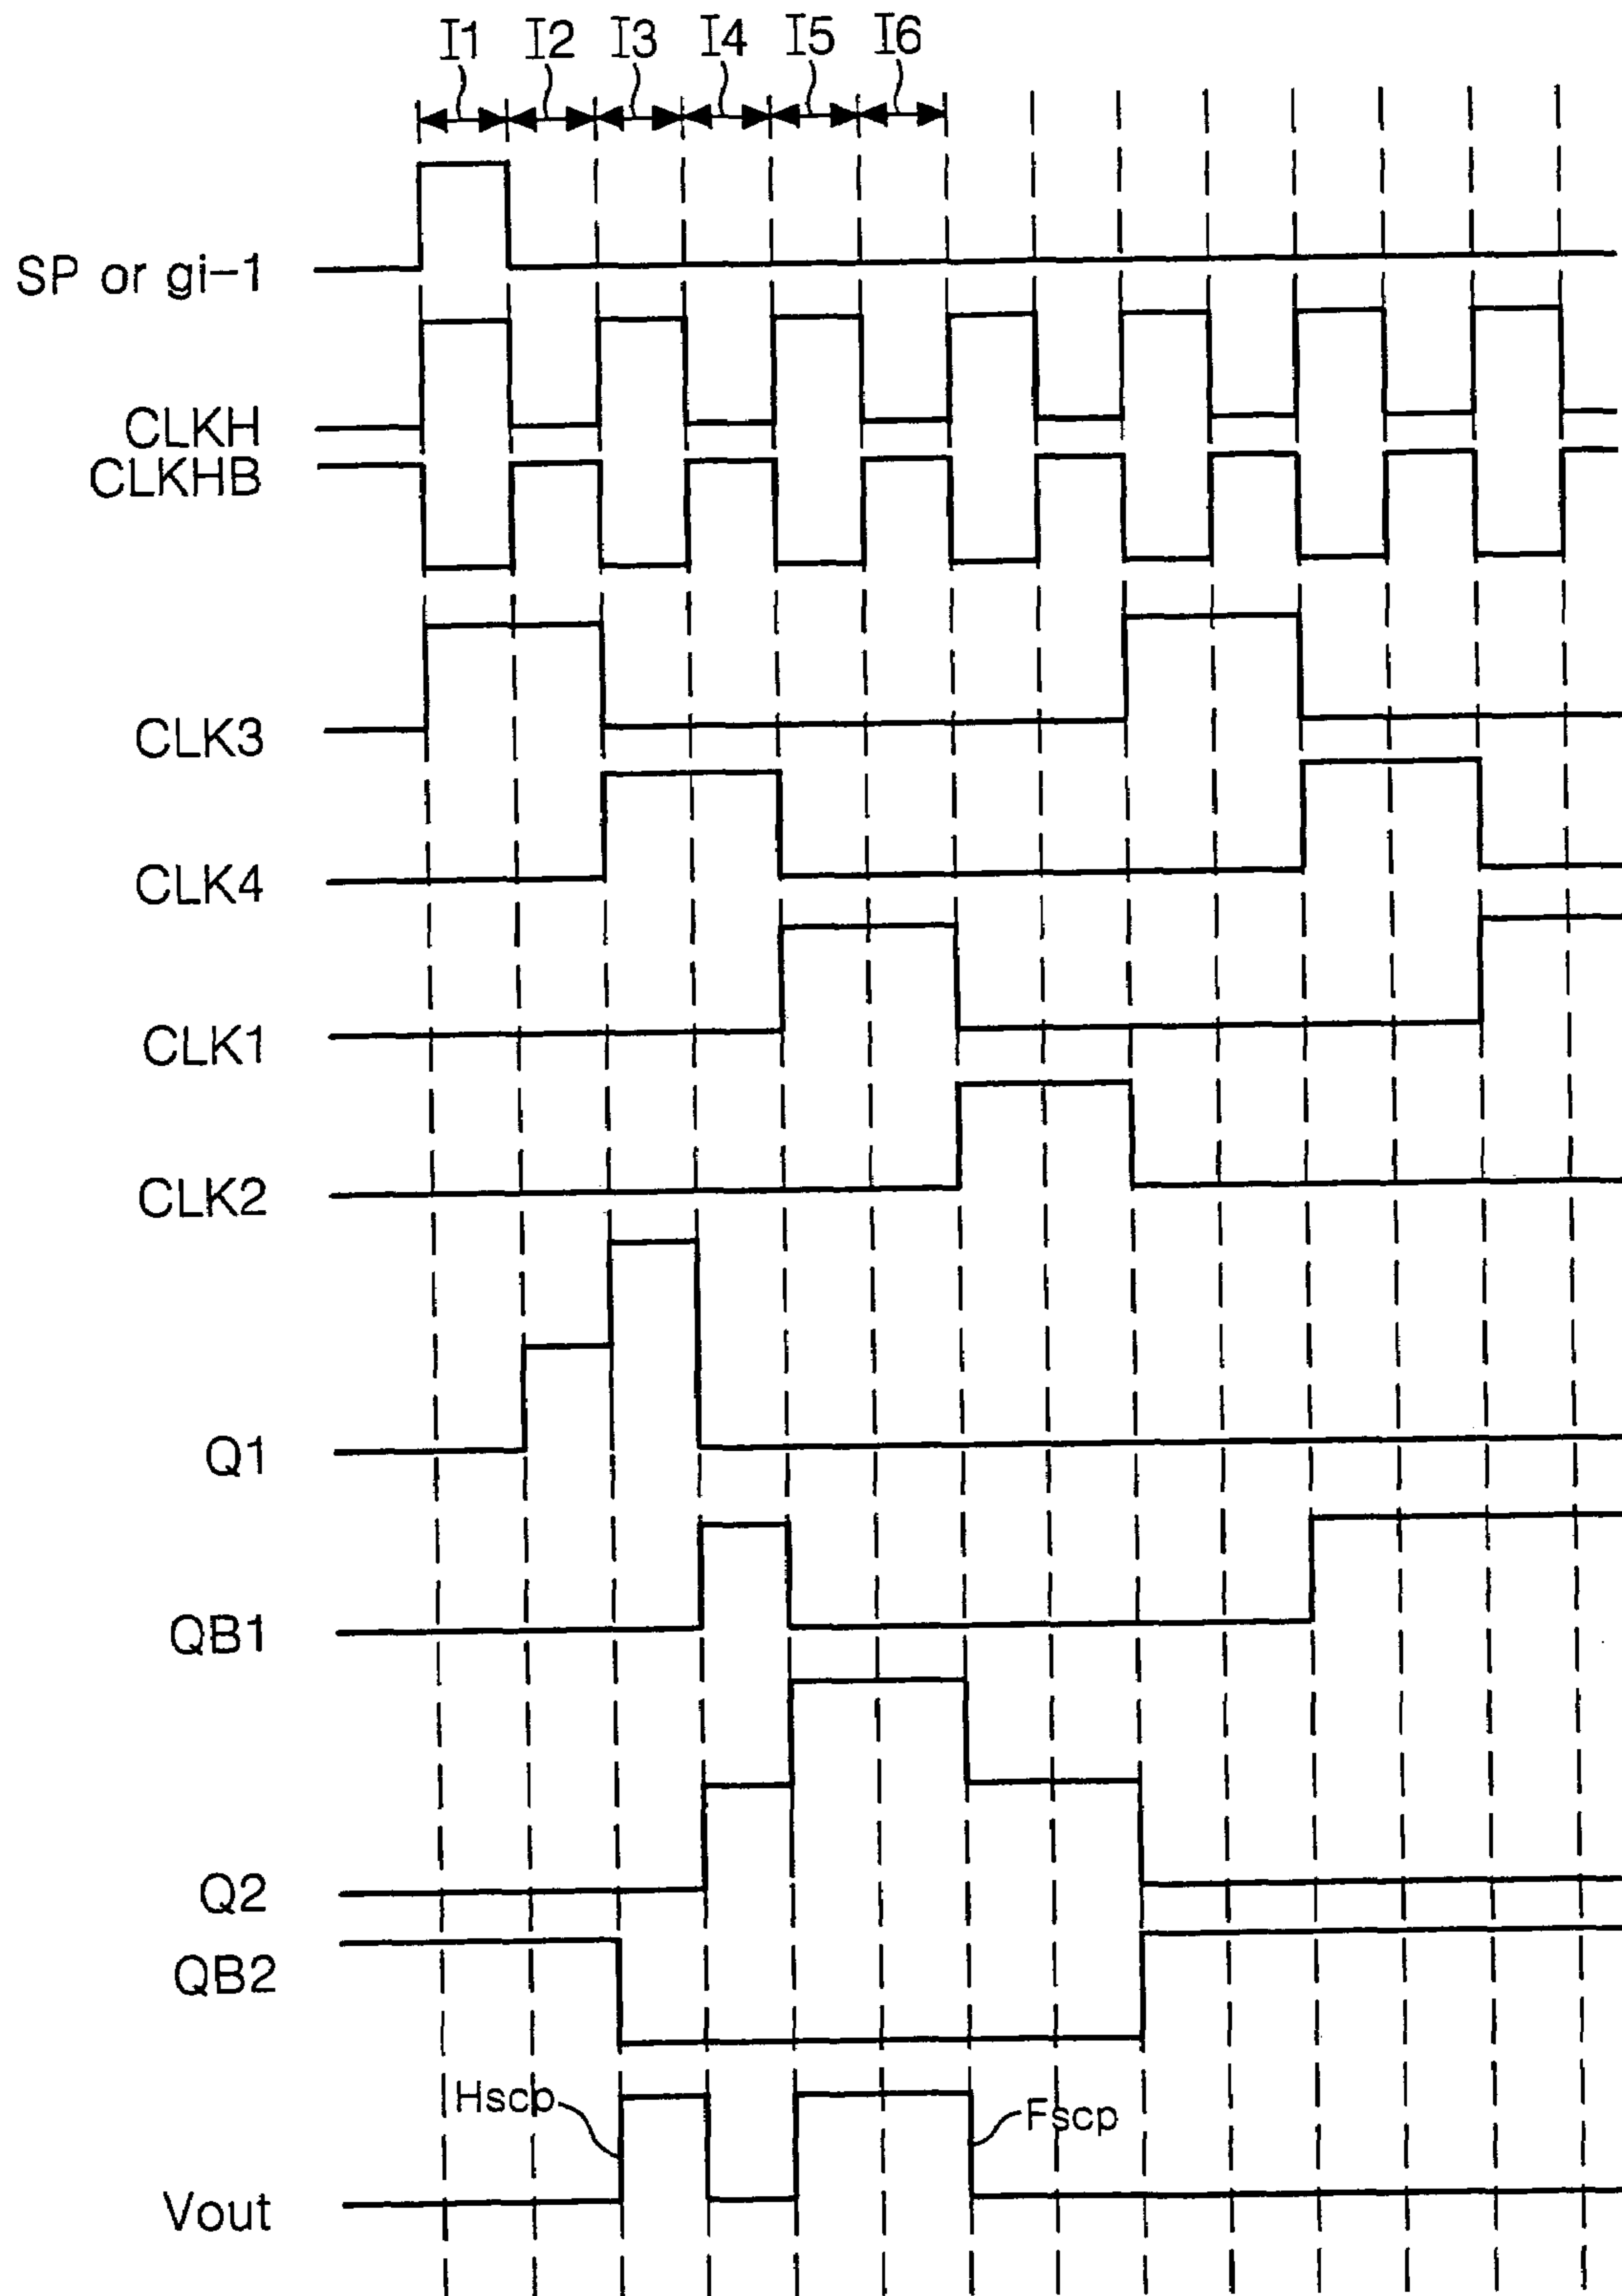 I1 I2 I3 I4 I5 I6
SP or gi-1
CLKH
CLKHB
CLK3
CLK4
CLK1
CLK2
Q1
QB1
Q2
QB2
Hscp
Fscp
Vout